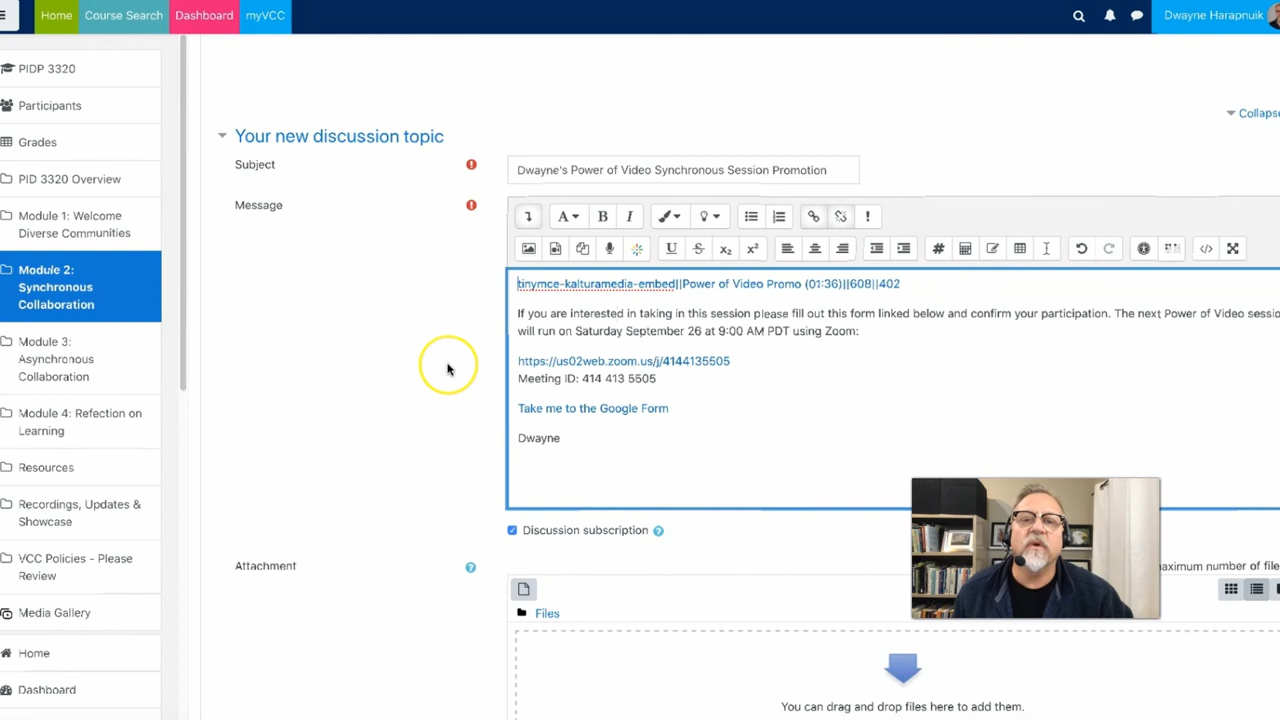 Home Course Search Dashboard myVCC Dwayne Harapnuik
PIDP 3320
Participants
Grades
PID 3320 Overview
Module 1: Welcome
Diverse Communities
Module 2:
Synchronous
Collaboration
Module 3:
Asynchronous
Collaboration
Module 4: Refection on
Learning
Resources
Recordings, Updates &
Showcase
VCC Policies - Please
Review
Media Gallery
Home
Dashboard
Collapse
Your new discussion topic
Subject
Dwayne's Power of Video Synchronous Session Promotion
Message
tinymce-kalturamedia-embed||Power of Video Promo (01:36)||608||402
If you are interested in taking in this session please fill out this form linked below and confirm your participation. The next Power of Video sessio
will run on Saturday September 26 at 9:00 AM PDT using Zoom:
https://us02web.zoom.us/j/4144135505
Meeting ID: 414 413 5505
Take me to the Google Form
Dwayne
Discussion subscription
Attachment
aximum number of file
Files
You can drag and drop files here to add them.